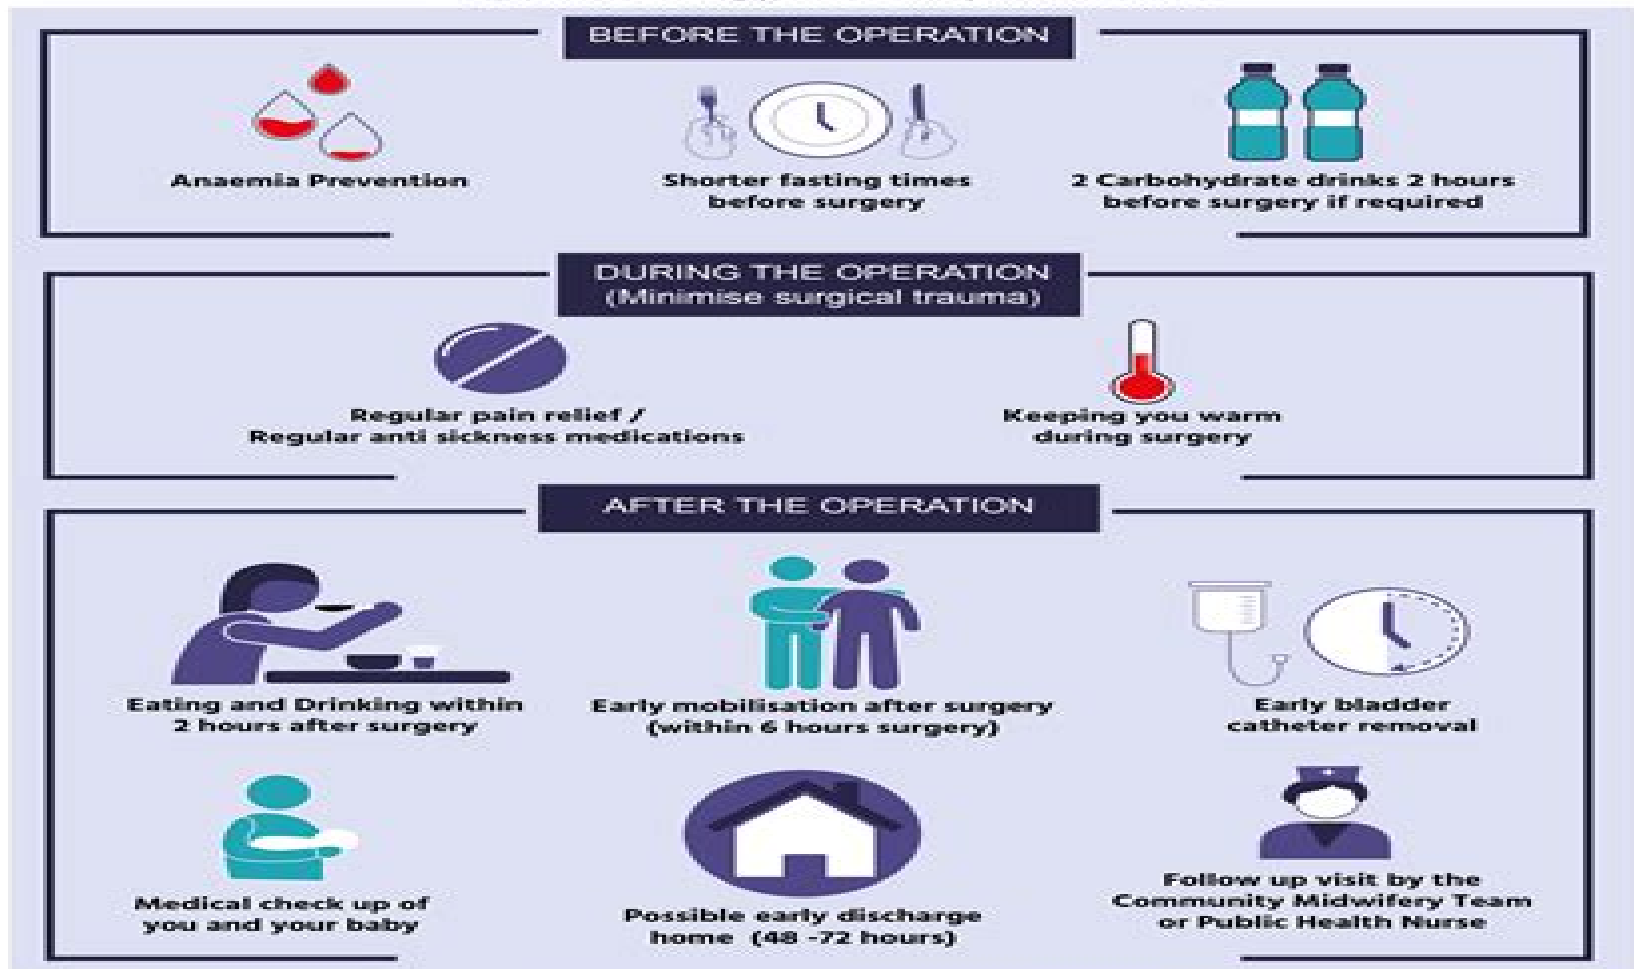 BEFORE THE OPERATION
Anaemia Prevention
Shorter fasting times
before surgery
2 Carbohydrate drinks 2 hours
before surgery if required
DURING THE OPERATION
(Minimise surgical trauma)
Regular pain relief /
Regular anti sickness medications
Keeping you warm
during surgery
AFTER THE OPERATION
Eating and Drinking within
2 hours after surgery
Early mobilisation after surgery
(within 6 hours surgery)
Early bladder
catheter removal
Medical check up of
you and your baby
Possible early discharge
home (48 -72 hours)
Follow up visit by the
Community Midwifery Team
or Public Health Nurse